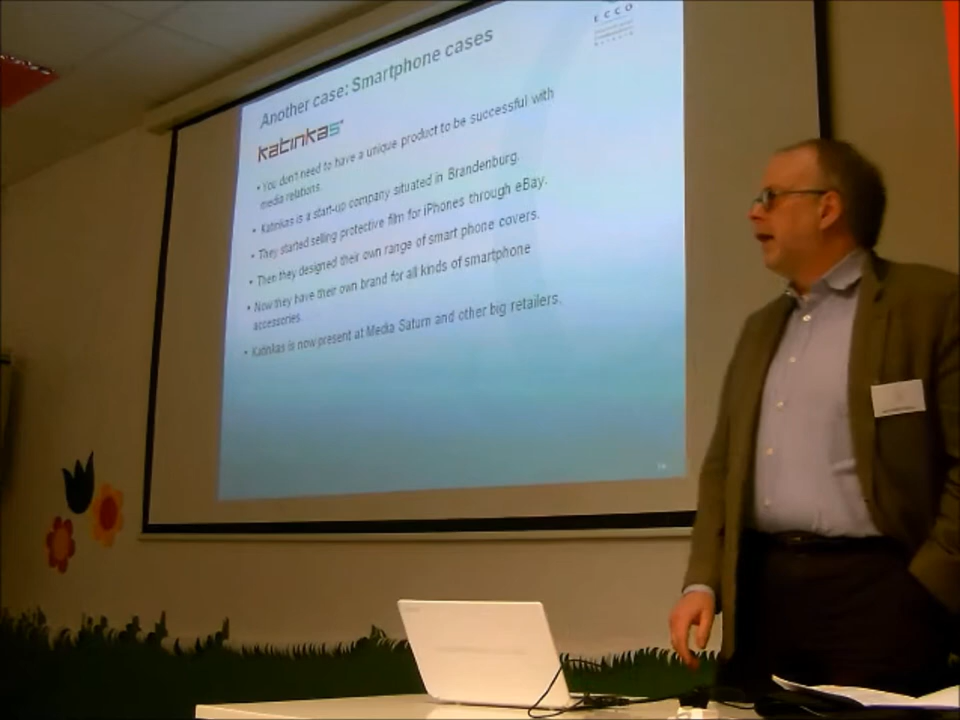 Another case: Smartphone cases
ECCO
katinkas
• You don't need to have a unique product to be successful with
media relations.
• Katinkas is a start-up company situated in Brandenburg.
• They started selling protective film for iPhones through eBay.
• Then they designed their own range of smart phone covers.
• Now they have their own brand for all kinds of smartphone
accessories.
• Katinkas is now present at Media Saturn and other big retailers.